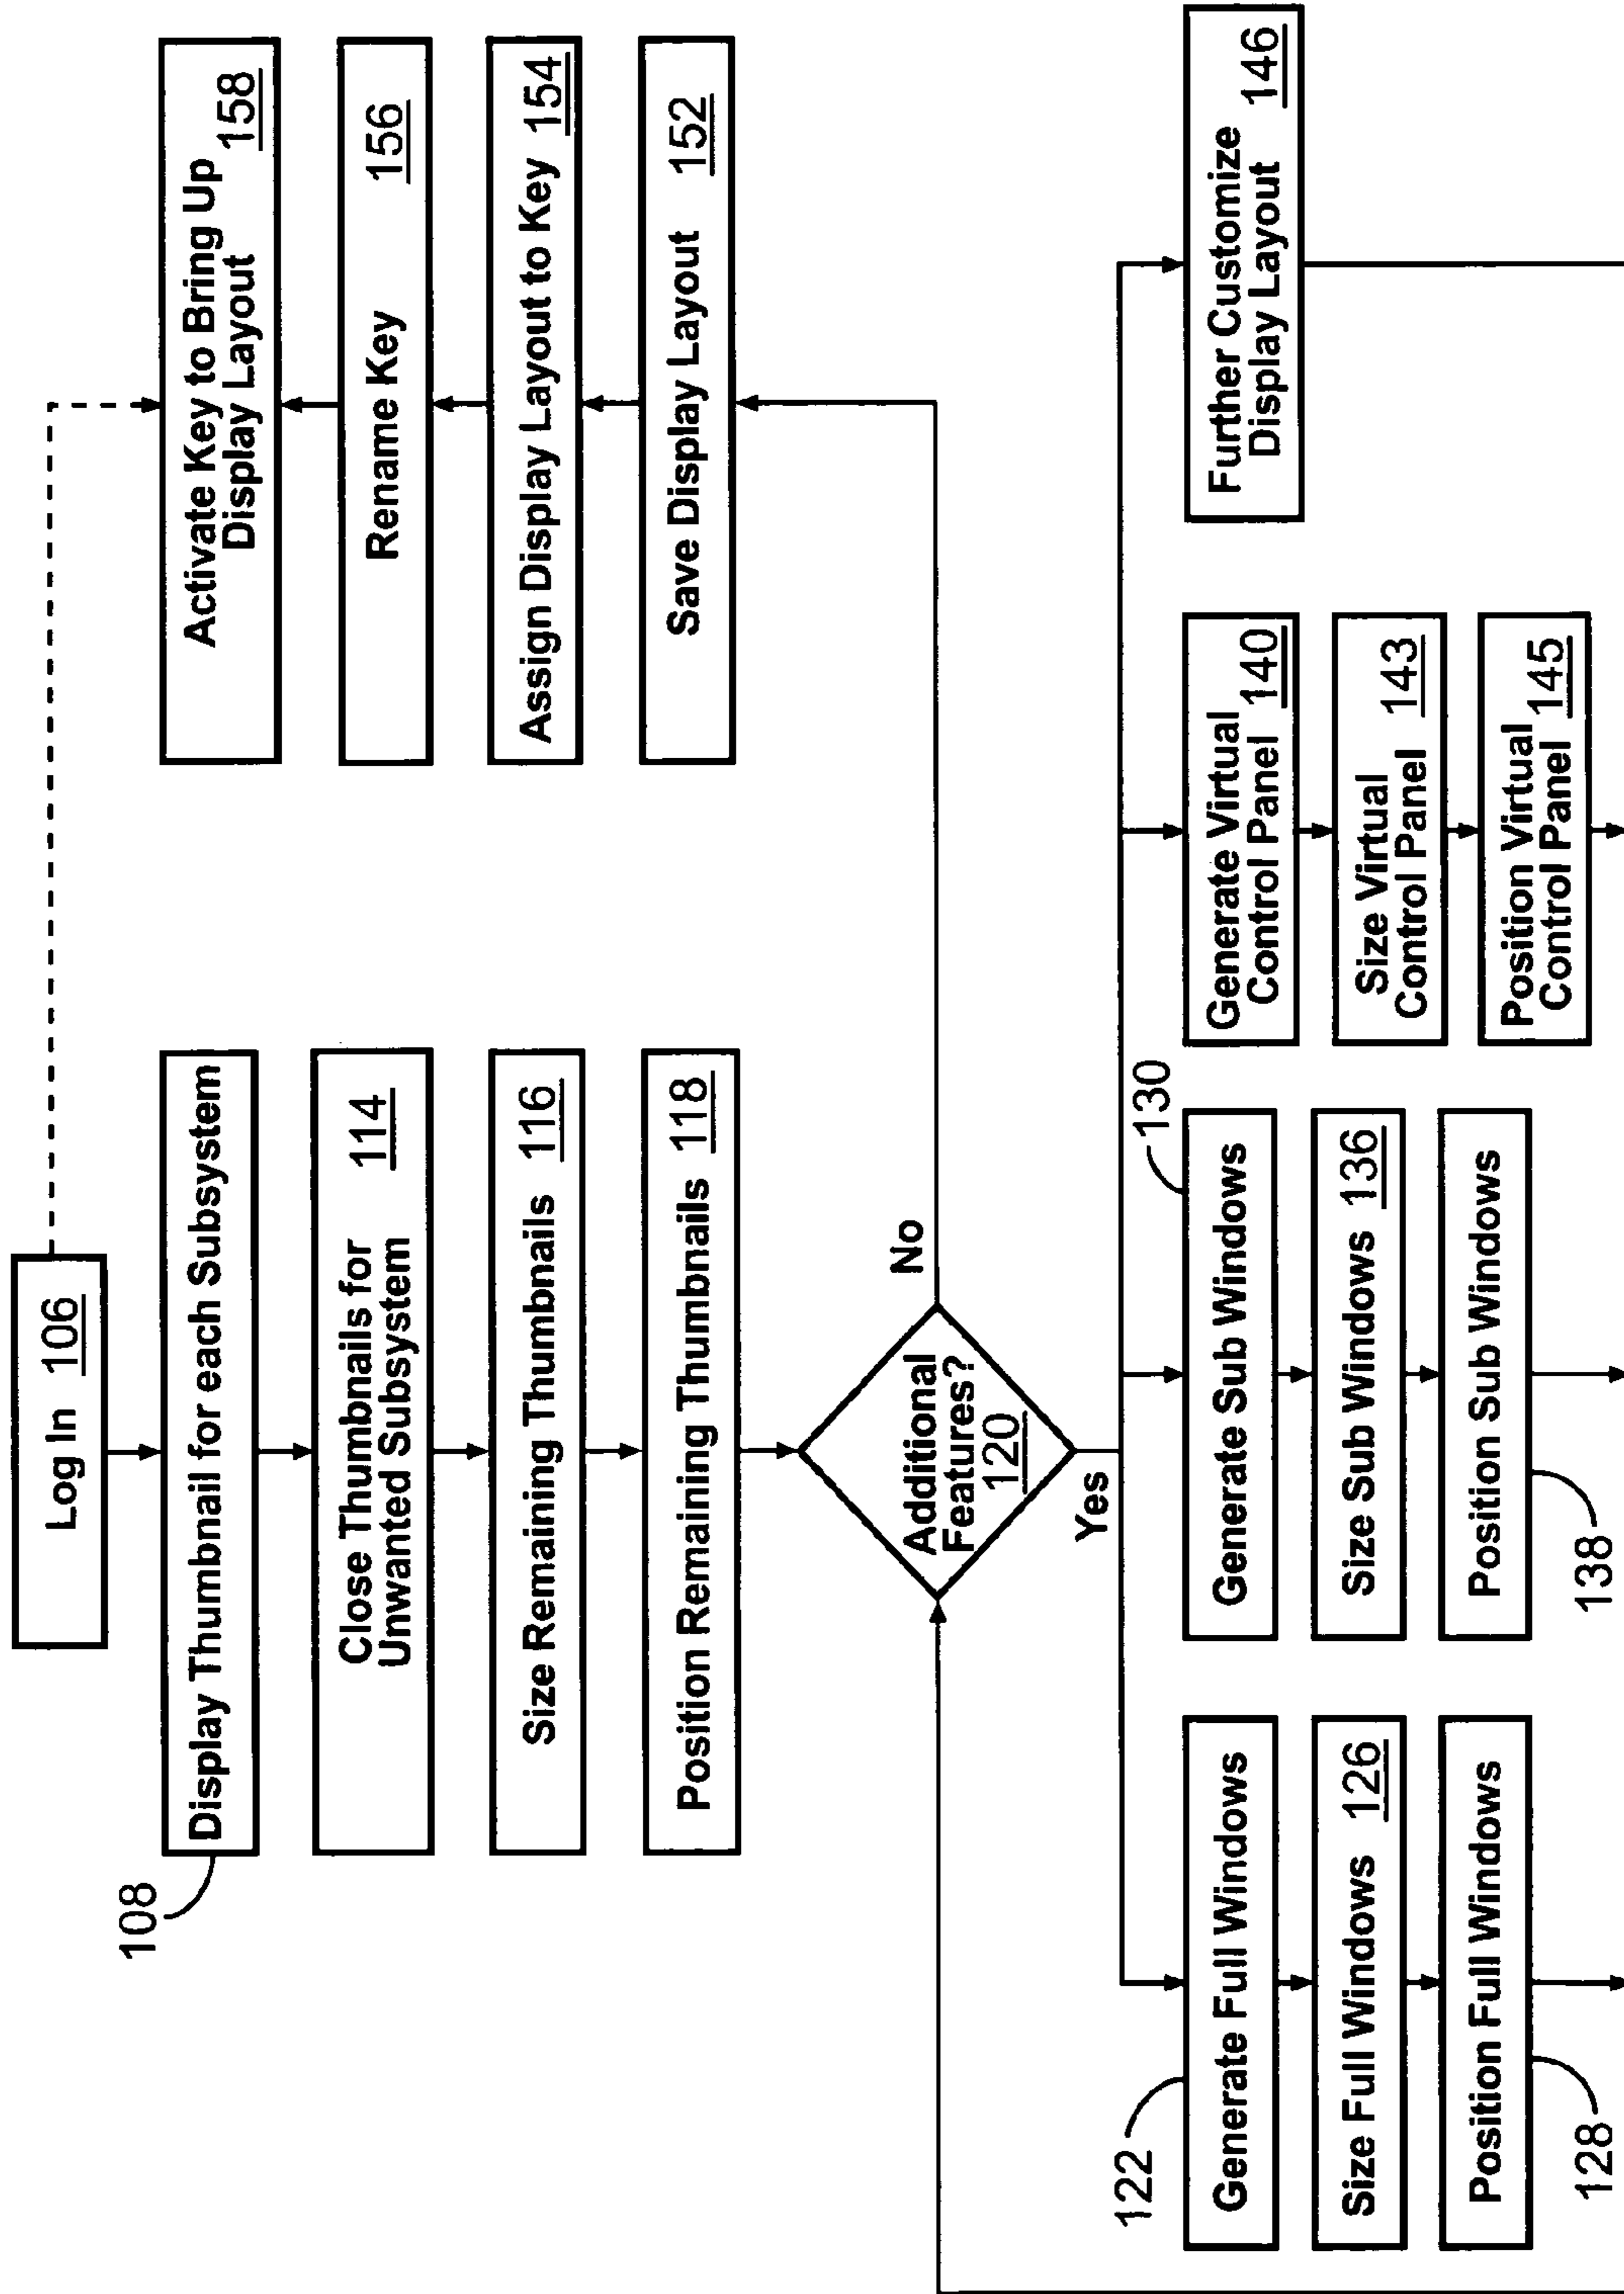 Log In 106
108
Display Thumbnail for each Subsystem
Close Thumbnails for
Unwanted Subsystem 114
Size Remaining Thumbnails 116
Position Remaining Thumbnails 118
Additional
Features?
120
No
Yes
Activate Key to Bring Up
Display Layout 158
Rename Key 156
Assign Display Layout to Key 154
Save Display Layout 152
122
Generate Full Windows
Size Full Windows 126
Position Full Windows
128
130
Generate Sub Windows
Size Sub Windows 136
Position Sub Windows
138
Generate Virtual
Control Panel 140
Size Virtual
Control Panel 143
Position Virtual
Control Panel 145
Further Customize
Display Layout 146